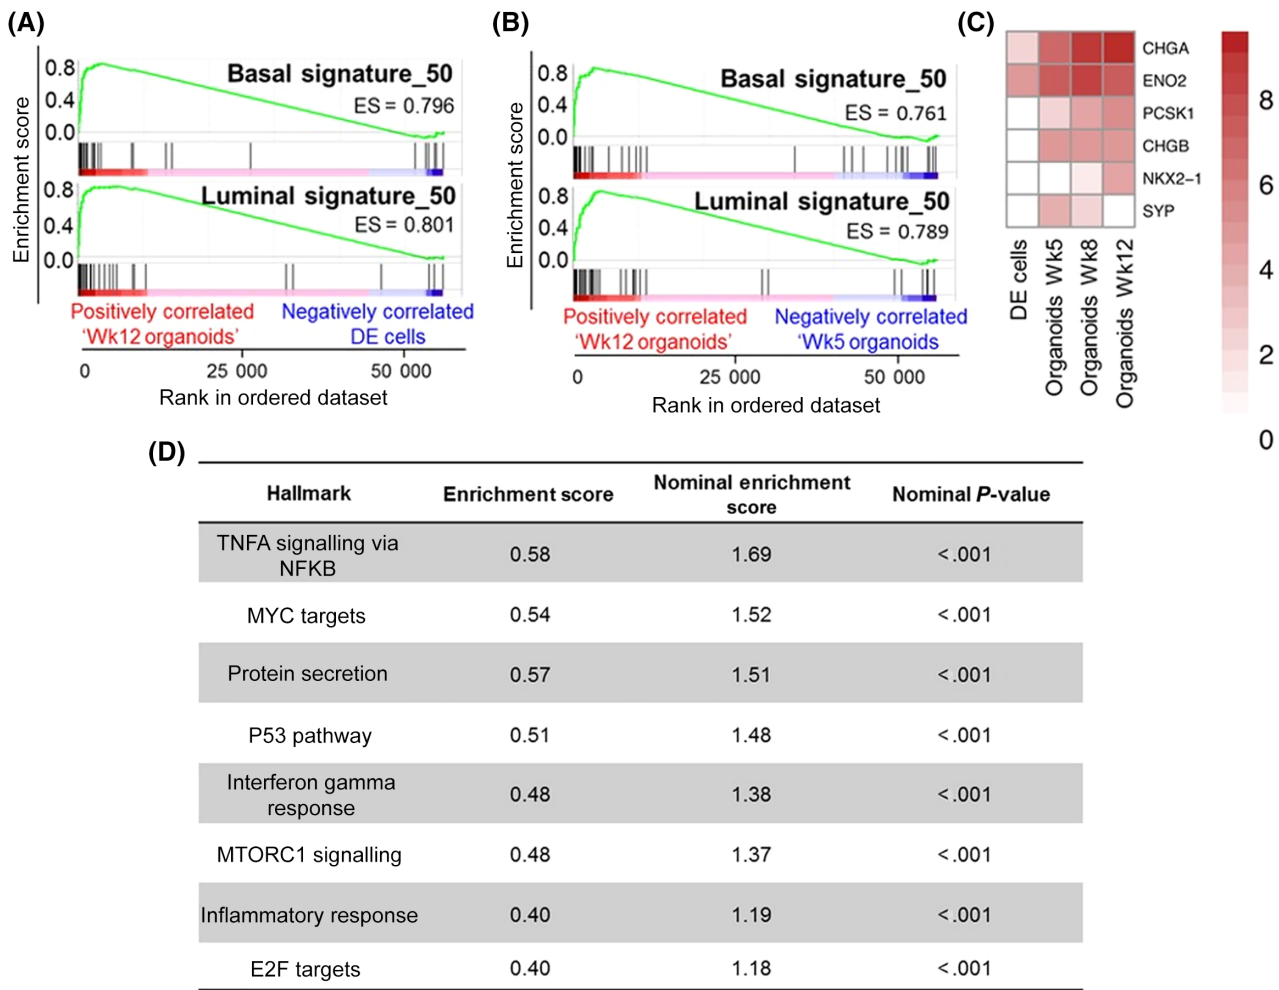 (A)
Enrichment score
0.8
0.4
0.0
Basal signature_50
ES = 0.796
0.8
0.4
0.0
Luminal signature_50
ES = 0.801
Positively correlated
‘Wk12 organoids’
Negatively correlated
DE cells
0
25 000
50 000
Rank in ordered dataset
(B)
Enrichment score
0.8
0.4
0.0
Basal signature_50
ES = 0.761
0.8
0.4
0.0
Luminal signature_50
ES = 0.789
Positively correlated
‘Wk12 organoids’
Negatively correlated
‘Wk5 organoids
0
25 000
50 000
Rank in ordered dataset
(C)
CHGA
ENO2
PCSK1
CHGB
NKX2–1
SYP
DE cells
Organoids Wk5
Organoids Wk8
Organoids Wk12
8
6
4
2
0
(D)
Hallmark Enrichment score Nominal enrichment Nominal P-value
score
TNFA signalling via
NFKB
0.58 1.69 <.001
MYC targets 0.54 1.52 <.001
Protein secretion 0.57 1.51 <.001
P53 pathway 0.51 1.48 <.001
Interferon gamma
response
0.48 1.38 <.001
MTORC1 signalling 0.48 1.37 <.001
Inflammatory response 0.40 1.19 <.001
E2F targets 0.40 1.18 <.001